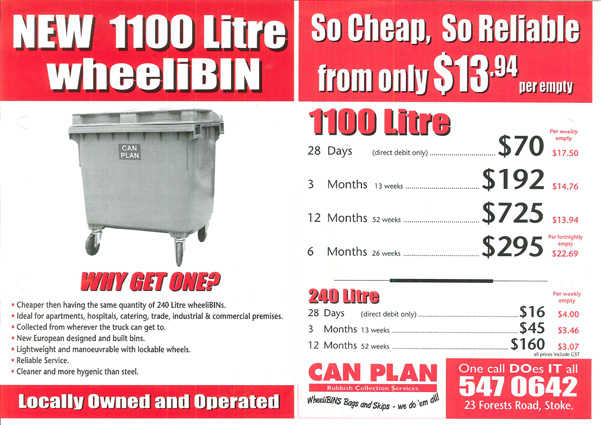 NEW 1100 Litre
wheeliBIN
CAN
PLAN
WHY GET ONE?
• Cheaper then having the same quantity of 240 Litre wheeliBINs.
• Ideal for apartments, hospitals, catering, trade, industrial & commercial premises.
• Collected from wherever the truck can get to.
• New European designed and built bins.
• Lightweight and manoeuvrable with lockable wheels.
• Reliable Service.
• Cleaner and more hygenic than steel.
Locally Owned and Operated
So Cheap, So Reliable
from only $13.94 per empty
1100 Litre
Per weekly
empty
28 Days (direct debit only) $70 $17.50
3 Months 13 weeks $192 $14.76
12 Months 52 weeks $725 $13.94
Per fortnightly
empty
6 Months 26 weeks $295 $22.69
240 Litre
Per weekly
empty
28 Days (direct debit only) $16 $4.00
3 Months 13 weeks $45 $3.46
12 Months 52 weeks $160 $3.07
all prices include GST
CAN PLAN
Rubbish Collection Services
WheeliBINS Bags and Skips - we do 'em all!
One call DOes IT all
547 0642
23 Forests Road, Stoke.